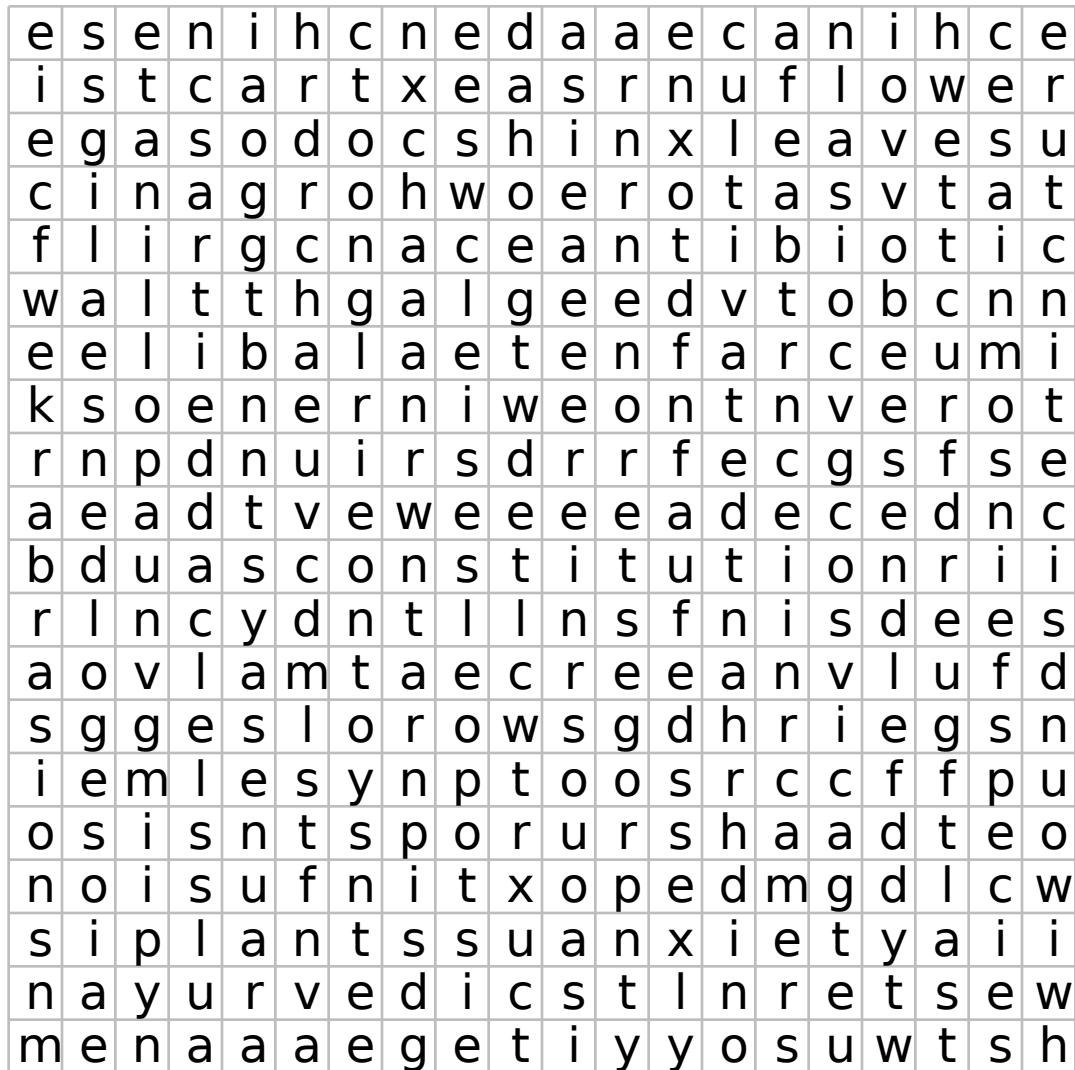 e s e n i h c n e d a a e c a n i h c e
i s t c a r t x e a s r n u f l o w e r
e g a s o d o c s h i n x l e a v e s u
c i n a g r o h w o e r o t a s v t a t
f l i r g c n a c e a n t i b i o t i c
w a l t t h g a l g e e d v t o b c n n
e e l i b a l a e t e n f a r c e u m i
k s o e n e r n i w e o n t n v e r o t
r n p d n u i r s d r r f e c g s f s e
a e a d t v e w e e e e a d e c e d n c
b d u a s c o n s t i t u t i o n r i i
r l n c y d n t l l n s f n i s d e e s
a o v l a m t a e c r e e a n v l u f d
s g g e s l o r o w s g d h r i e g s n
i e m l e s y n p t o o s r c c f f p u
o s i s n t s p o r u r s h a a d t e o
n o i s u f n i t x o p e d m g d l c w
s i p l a n t s s u a n x i e t y a i i
n a y u r v e d i c s t l n r e t s e w
m e n a a a e g e t i y y o s u w t s h